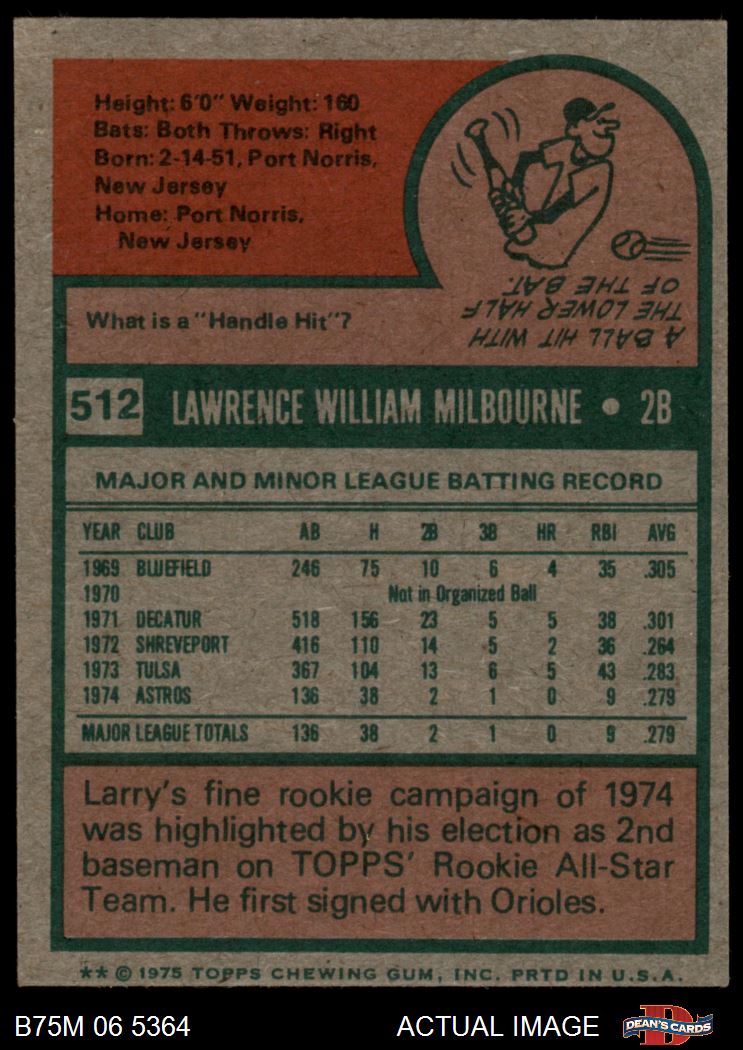 Height: 6'0" Weight: 160
Bats: Both Throws: Right
Born: 2-14-51, Port Norris,
New Jersey
Home: Port Norris,
New Jersey
What is a "Handle Hit"?
A BALL HIT WITH
THE LOWER HALF
OF THE BAT.
512 LAWRENCE WILLIAM MILBOURNE • 2B
MAJOR AND MINOR LEAGUE BATTING RECORD
YEAR CLUB AB H 2B 3B HR RBI AVG
1969 BLUEFIELD 246 75 10 6 4 35 .305
1970 Not in Organized Ball
1971 DECATUR 518 156 23 5 5 38 .301
1972 SHREVEPORT 416 110 14 5 2 36 .264
1973 TULSA 367 104 13 6 5 43 .283
1974 ASTROS 136 38 2 1 0 9 .279
MAJOR LEAGUE TOTALS 136 38 2 1 0 9 .279
Larry's fine rookie campaign of 1974
was highlighted by his election as 2nd
baseman on TOPPS' Rookie All-Star
Team. He first signed with Orioles.
** © 1975 TOPPS CHEWING GUM, INC. PRTD IN U.S.A.
B75M 06 5364 ACTUAL IMAGE D DEAN'S CARDS